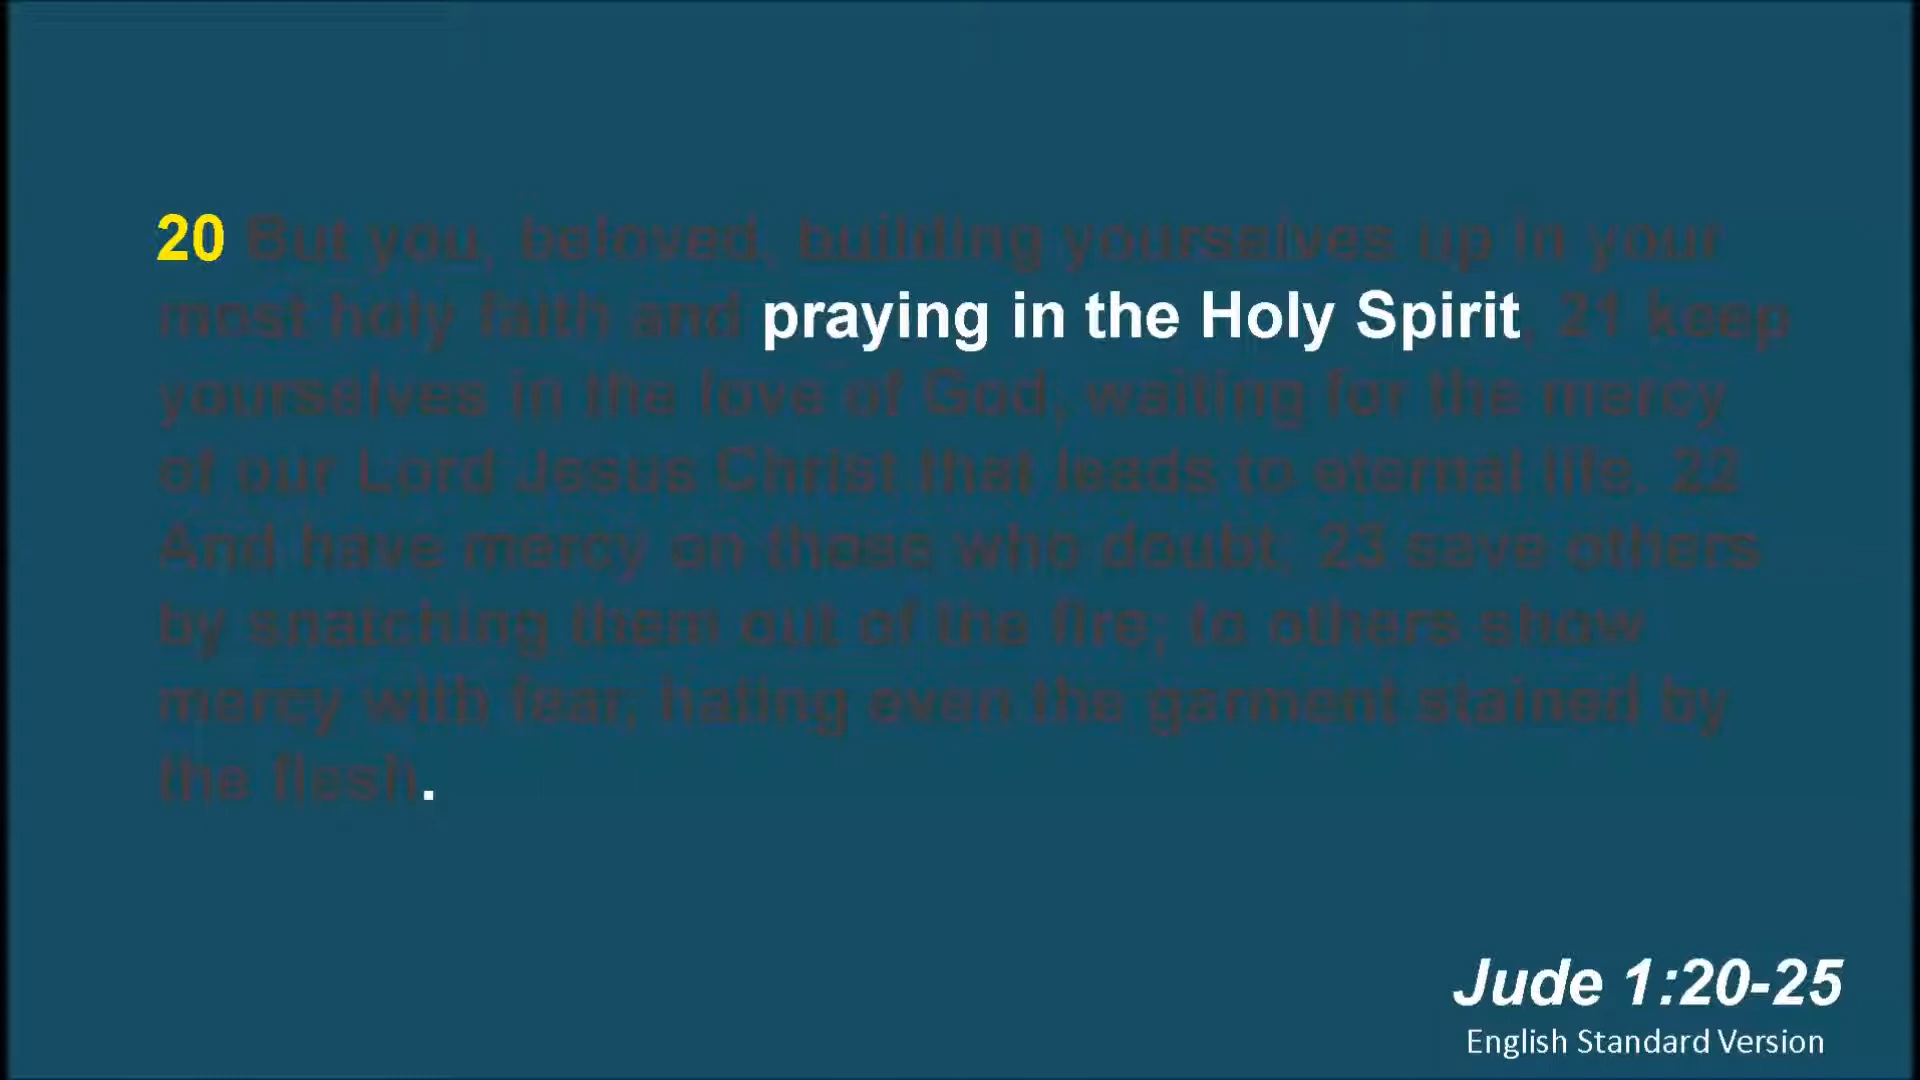 20 But you, beloved, building yourselves up in your
most holy faith and praying in the Holy Spirit, 21 keep
yourselves in the love of God, waiting for the mercy
of our Lord Jesus Christ that leads to eternal life. 22
And have mercy on those who doubt; 23 save others
by snatching them out of the fire; to others show
mercy with fear, hating even the garment stained by
the flesh.
Jude 1:20-25
English Standard Version